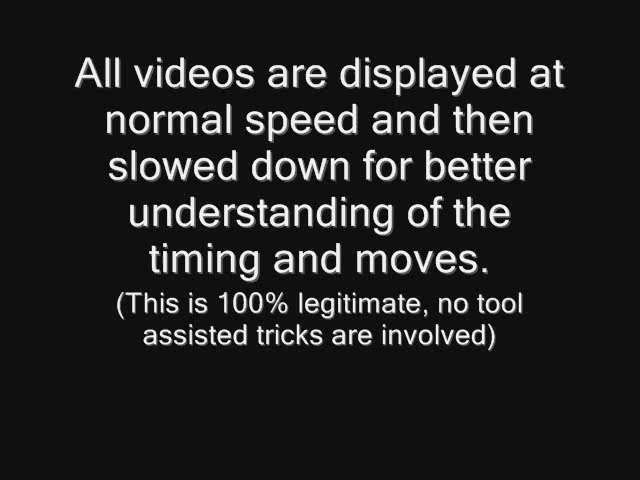 All videos are displayed at
normal speed and then
slowed down for better
understanding of the
timing and moves.
(This is 100% legitimate, no tool
assisted tricks are involved)